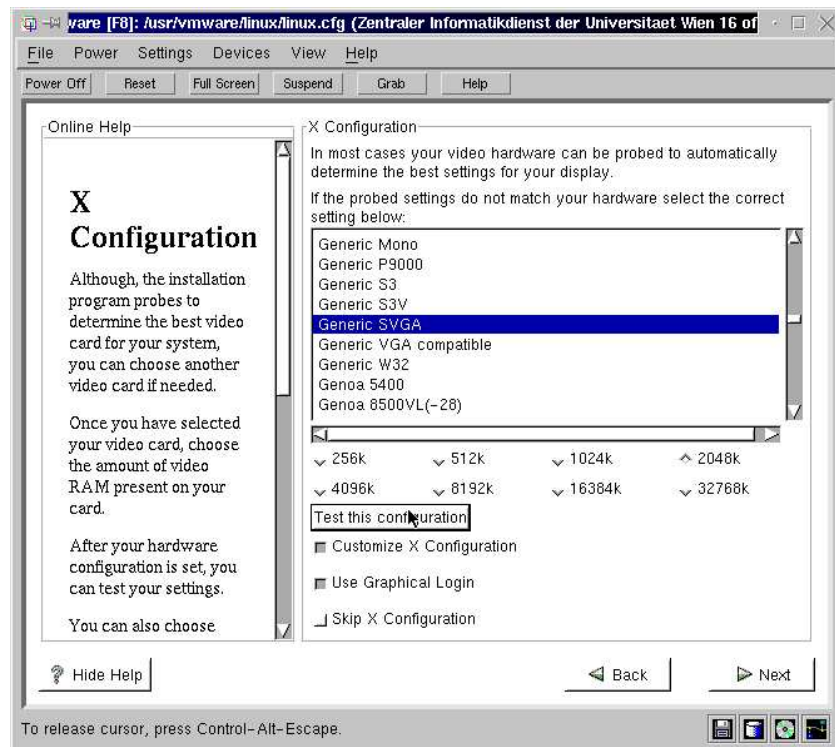 vware [F8]: /usr/vmware/linux/linux.cfg (Zentraler Informatikdienst der Universitaet Wien 16 of
File Power Settings Devices View Help
Power Off Reset Full Screen Suspend Grab Help
Online Help
X
Configuration
Although, the installation
program probes to
determine the best video
card for your system,
you can choose another
video card if needed.
Once you have selected
your video card, choose
the amount of video
RAM present on your
card.
After your hardware
configuration is set, you
can test your settings.
You can also choose
X Configuration
In most cases your video hardware can be probed to automatically
determine the best settings for your display.
If the probed settings do not match your hardware select the correct
setting below:
Generic Mono
Generic P9000
Generic S3
Generic S3V
Generic SVGA
Generic VGA compatible
Generic W32
Genoa 5400
Genoa 8500VL(-28)
256k 512k 1024k 2048k
4096k 8192k 16384k 32768k
Test this configuration
Customize X Configuration
Use Graphical Login
Skip X Configuration
? Hide Help
Back Next
To release cursor, press Control-Alt-Escape.